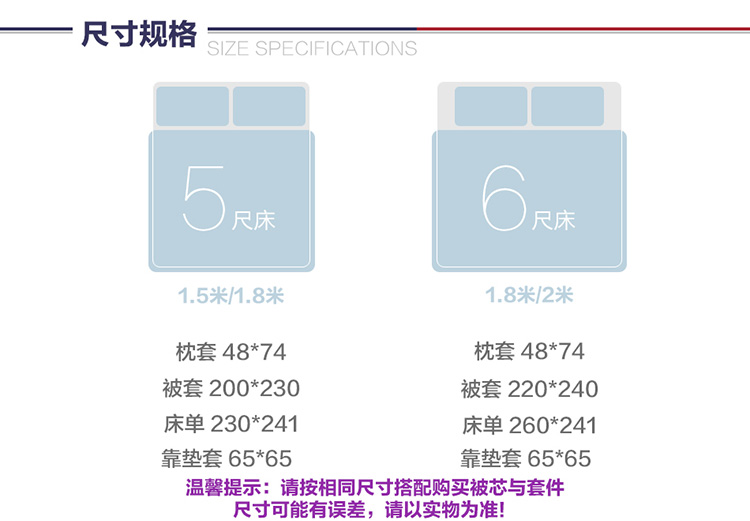 尺寸规格
SIZE SPECIFICATIONS
5尺床
6尺床
1.5米/1.8米
1.8米/2米
枕套 48*74
被套 200*230
床单 230*241
靠垫套 65*65
枕套 48*74
被套 220*240
床单 260*241
靠垫套 65*65
温馨提示：请按相同尺寸搭配购买被芯与套件
尺寸可能有误差，请以实物为准!